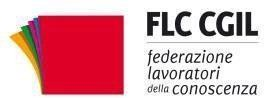 FLC CGIL
federazione
lavoratori
della conoscenza